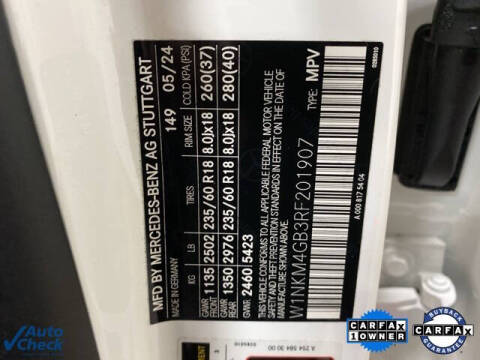 MFD BY MERCEDES-BENZ AG STUTTGART
MADE IN GERMANY 149 05/24
KG LB TIRES RIM SIZE COLD KPA(PSI)
GAWR FRONT 1135 2502 235/60 R18 8.0Jx18 260(37)
GAWR REAR 1350 2976 235/60 R18 8.0Jx18 280(40)
GVWR 2460 5423
THIS VEHICLE CONFORMS TO ALL APPLICABLE FEDERAL MOTOR VEHICLE
SAFETY AND THEFT PREVENTION STANDARDS IN EFFECT ON THE DATE OF
MANUFACTURE SHOWN ABOVE.
W1NKM4GB3RF201907 TYPE: MPV
A 000 817 54 04
A 254 584 30 00
Auto
Check
CARFAX
1 OWNER
BUYBACK
CARFAX
GUARANTEE